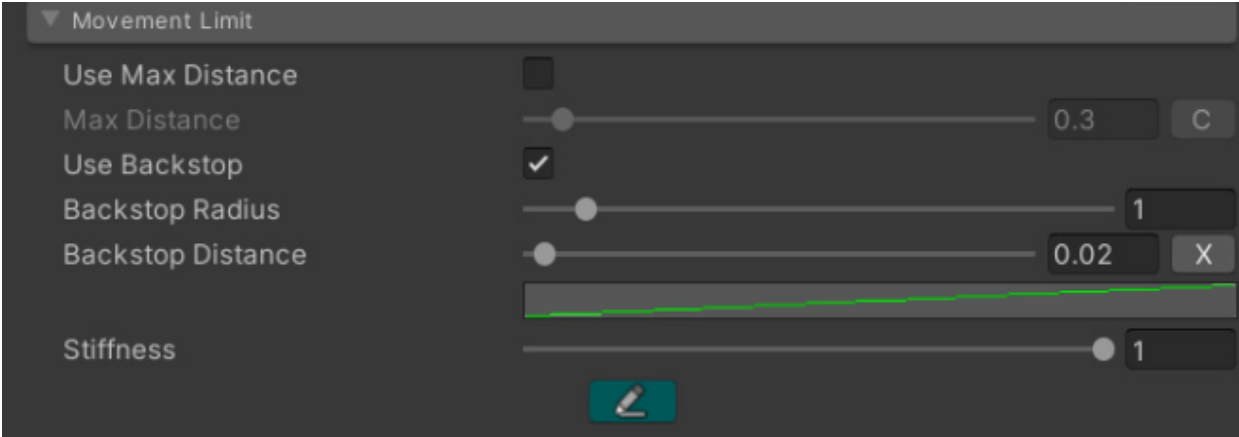 Movement Limit
Use Max Distance
Max Distance 0.3 C
Use Backstop
Backstop Radius 1
Backstop Distance 0.02 X
Stiffness 1